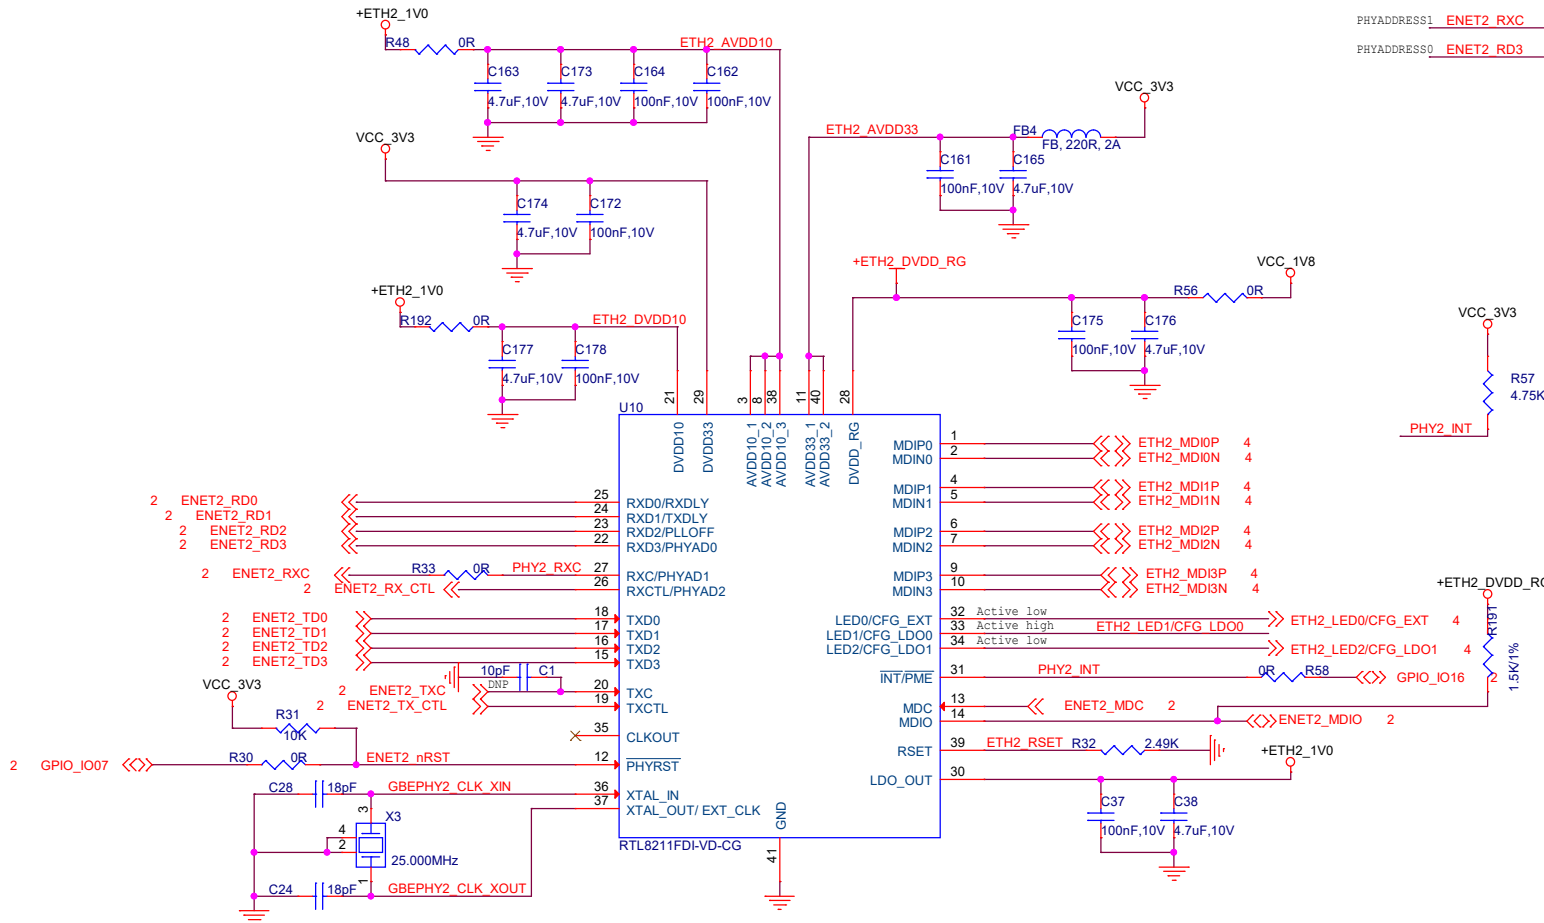 +ETH2_1V0
PHYADDRESS1 ENET2_RXC
R48 0R ETH2_AVDD10
PHYADDRESS0 ENET2_RD3
C163 C173 C164 C162
VCC_3V3
4.7uF,10V 4.7uF,10V 100nF,10V 100nF,10V
VCC_3V3
ETH2_AVDD33 FB4
FB, 220R, 2A
C161 C165
100nF,10V 4.7uF,10V
C174 C172
4.7uF,10V 100nF,10V
+ETH2_DVDD_RG VCC_1V8
+ETH2_1V0
R56 0R
R192 0R ETH2_DVDD10
C175 C176
VCC_3V3
C177 C178
100nF,10V 4.7uF,10V
4.7uF,10V 100nF,10V
R57
4.75K
21 29 3 8 38 11 40 28
U10
PHY2_INT
DVDD10 DVDD33 AVDD10_1 AVDD10_2 AVDD10_3 AVDD33_1 AVDD33_2 DVDD_RG
MDIP0 1 ETH2_MDI0P 4
MDIN0 2 ETH2_MDI0N 4
MDIP1 4 ETH2_MDI1P 4
MDIN1 5 ETH2_MDI1N 4
2 ENET2_RD0 25 RXD0/RXDLY
2 ENET2_RD1 24 RXD1/TXDLY
2 ENET2_RD2 23 RXD2/PLLOFF
2 ENET2_RD3 22 RXD3/PHYAD0
MDIP2 6 ETH2_MDI2P 4
MDIN2 7 ETH2_MDI2N 4
2 ENET2_RXC R33 0R PHY2_RXC 27 RXC/PHYAD1
2 ENET2_RX_CTL 26 RXCTL/PHYAD2
MDIP3 9 ETH2_MDI3P 4
MDIN3 10 ETH2_MDI3N 4
+ETH2_DVDD_RG
2 ENET2_TD0 18 TXD0
2 ENET2_TD1 17 TXD1
2 ENET2_TD2 16 TXD2
2 ENET2_TD3 15 TXD3
LED0/CFG_EXT 32 Active low ETH2_LED0/CFG_EXT 4
LED1/CFG_LDO0 33 Active high ETH2_LED1/CFG_LDO0
LED2/CFG_LDO1 34 Active low ETH2_LED2/CFG_LDO1 4
R191
1.5K/1%
10pF C1
DNP
INT/PME 31 PHY2_INT 0R R58 GPIO_IO16 2
VCC_3V3
2 ENET2_TXC 20 TXC
2 ENET2_TX_CTL 19 TXCTL
MDC 13 ENET2_MDC 2
MDIO 14 ENET2_MDIO 2
R31
10K
35 CLKOUT
RSET 39 ETH2_RSET R32 2.49K
+ETH2_1V0
2 GPIO_IO07 R30 0R ENET2_nRST 12 PHYRST
LDO_OUT 30
C28 18pF GBEPHY2_CLK_XIN 36 XTAL_IN
37 XTAL_OUT/ EXT_CLK
GND
C37 C38
100nF,10V 4.7uF,10V
3 X3
4
2
25.000MHz
1
RTL8211FDI-VD-CG
41
C24 18pF GBEPHY2_CLK_XOUT